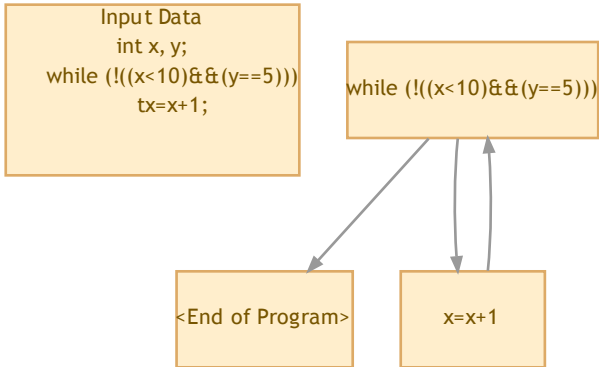 Input Data
int x, y;
while (!((x<10)&&(y==5)))
tx=x+1;
while (!((x<10)&&(y==5)))
<End of Program>
x=x+1